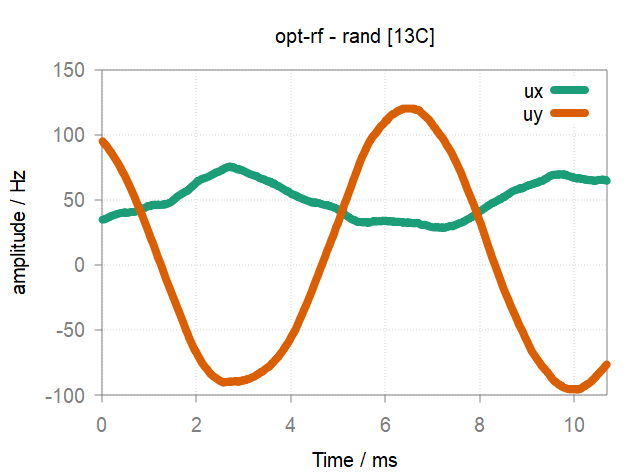 opt-rf - rand [13C]
150
ux
uy
100
50
0
-50
-100
amplitude / Hz
0 2 4 6 8 10
Time / ms